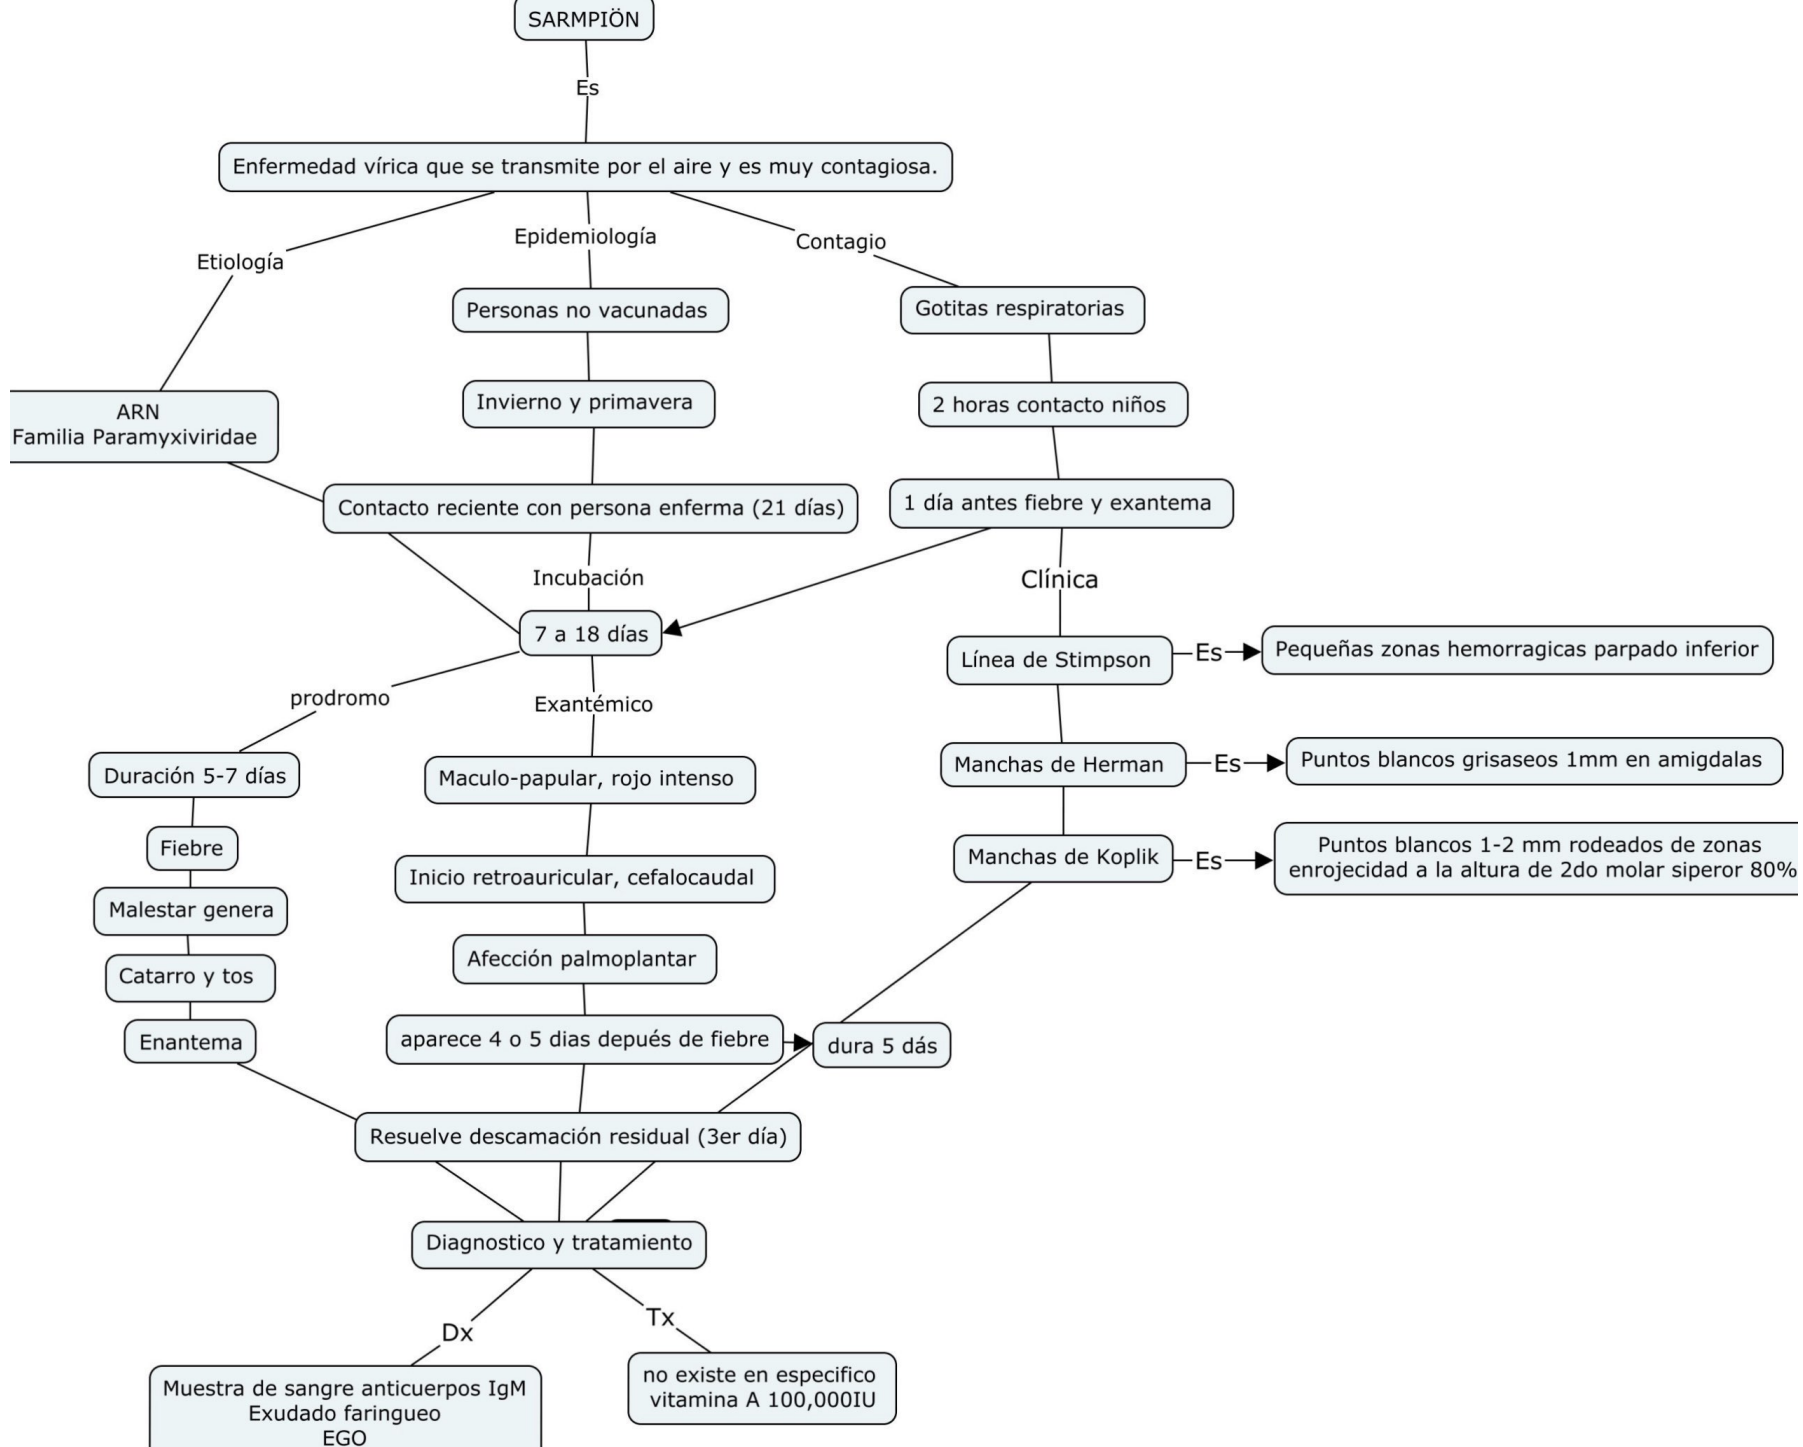 SARMPIÖN
Es
Enfermedad vírica que se transmite por el aire y es muy contagiosa.
Etiología
Epidemiología
Contagio
ARN
Familia Paramyxiviridae
Personas no vacunadas
Invierno y primavera
Contacto reciente con persona enferma (21 días)
Gotitas respiratorias
2 horas contacto niños
1 día antes fiebre y exantema
Incubación
7 a 18 días
Clínica
Línea de Stimpson
Es
Pequeñas zonas hemorragicas parpado inferior
Manchas de Herman
Es
Puntos blancos grisaseos 1mm en amigdalas
Manchas de Koplik
Es
Puntos blancos 1-2 mm rodeados de zonas
enrojecidad a la altura de 2do molar siperor 80%
prodromo
Duración 5-7 días
Fiebre
Malestar genera
Catarro y tos
Enantema
Exantémico
Maculo-papular, rojo intenso
Inicio retroauricular, cefalocaudal
Afección palmoplantar
aparece 4 o 5 dias depués de fiebre
dura 5 dás
Resuelve descamación residual (3er día)
Diagnostico y tratamiento
Dx
Muestra de sangre anticuerpos IgM
Exudado faringueo
EGO
Tx
no existe en especifico
vitamina A 100,000IU